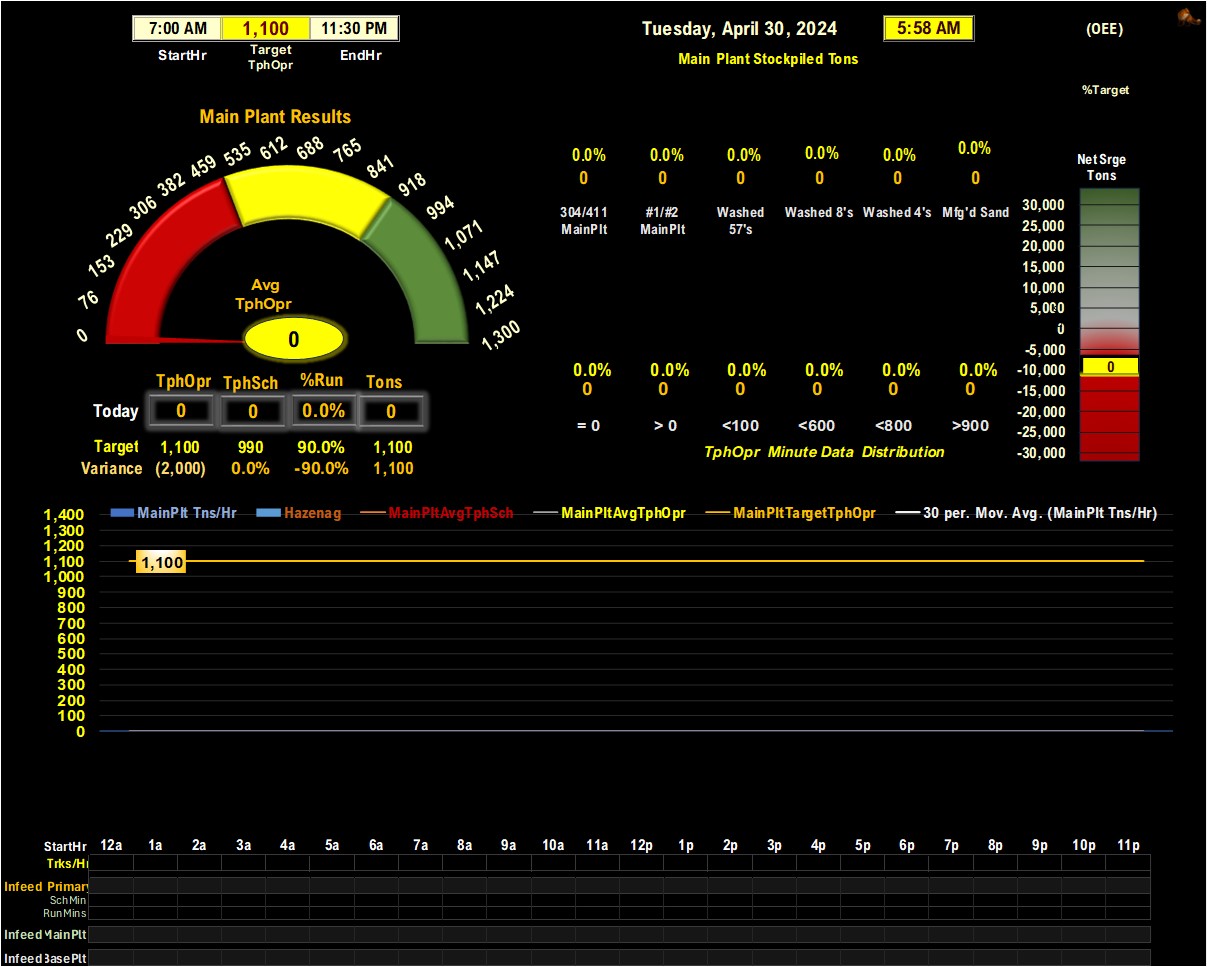 7:00 AM 1,100 11:30 PM
StartHr Target TphOpr EndHr
Tuesday, April 30, 2024 5:58 AM (OEE)
Main Plant Stockpiled Tons
%Target
Main Plant Results
0 76 153 229 306 382 459 535 612 688 765 841 918 994 1,071 1,147 1,224 1,300
Avg
TphOpr
0
0.0% 0.0% 0.0% 0.0% 0.0% 0.0%
0 0 0 0 0 0
304/411 #1/#2 Washed Washed 8's Washed 4's Mfg'd Sand
MainPlt MainPlt 57's
Net Srge
Tons
30,000
25,000
20,000
15,000
10,000
5,000
0
-5,000
-10,000
0
-15,000
-20,000
-25,000
-30,000
0.0% 0.0% 0.0% 0.0% 0.0% 0.0%
0 0 0 0 0 0
= 0 > 0 <100 <600 <800 >900
TphOpr Minute Data Distribution
TphOpr TphSch %Run Tons
Today 0 0 0.0% 0
Target 1,100 990 90.0% 1,100
Variance (2,000) 0.0% -90.0% 1,100
MainPlt Tns/Hr Hazenag MainPltAvgTphSch MainPltAvgTphOpr MainPltTargetTphOpr 30 per. Mov. Avg. (MainPlt Tns/Hr)
1,400
1,300
1,200
1,100 1,100
1,000
900
800
700
600
500
400
300
200
100
0
StartHr 12a 1a 2a 3a 4a 5a 6a 7a 8a 9a 10a 11a 12p 1p 2p 3p 4p 5p 6p 7p 8p 9p 10p 11p
Trks/Hr
Infeed Primary
SchMin
RunMins
Infeed MainPlt
Infeed BasePlt